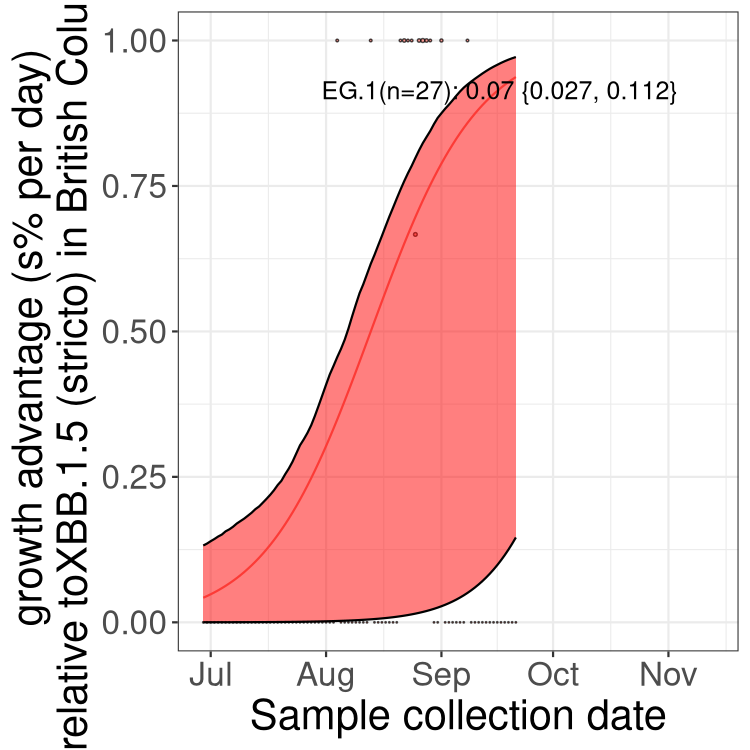 growth advantage (s% per day)
relative toXBB.1.5 (stricto) in British Colu
1.00
0.75
0.50
0.25
0.00
EG.1(n=27): 0.07 {0.027, 0.112}
Jul Aug Sep Oct Nov
Sample collection date